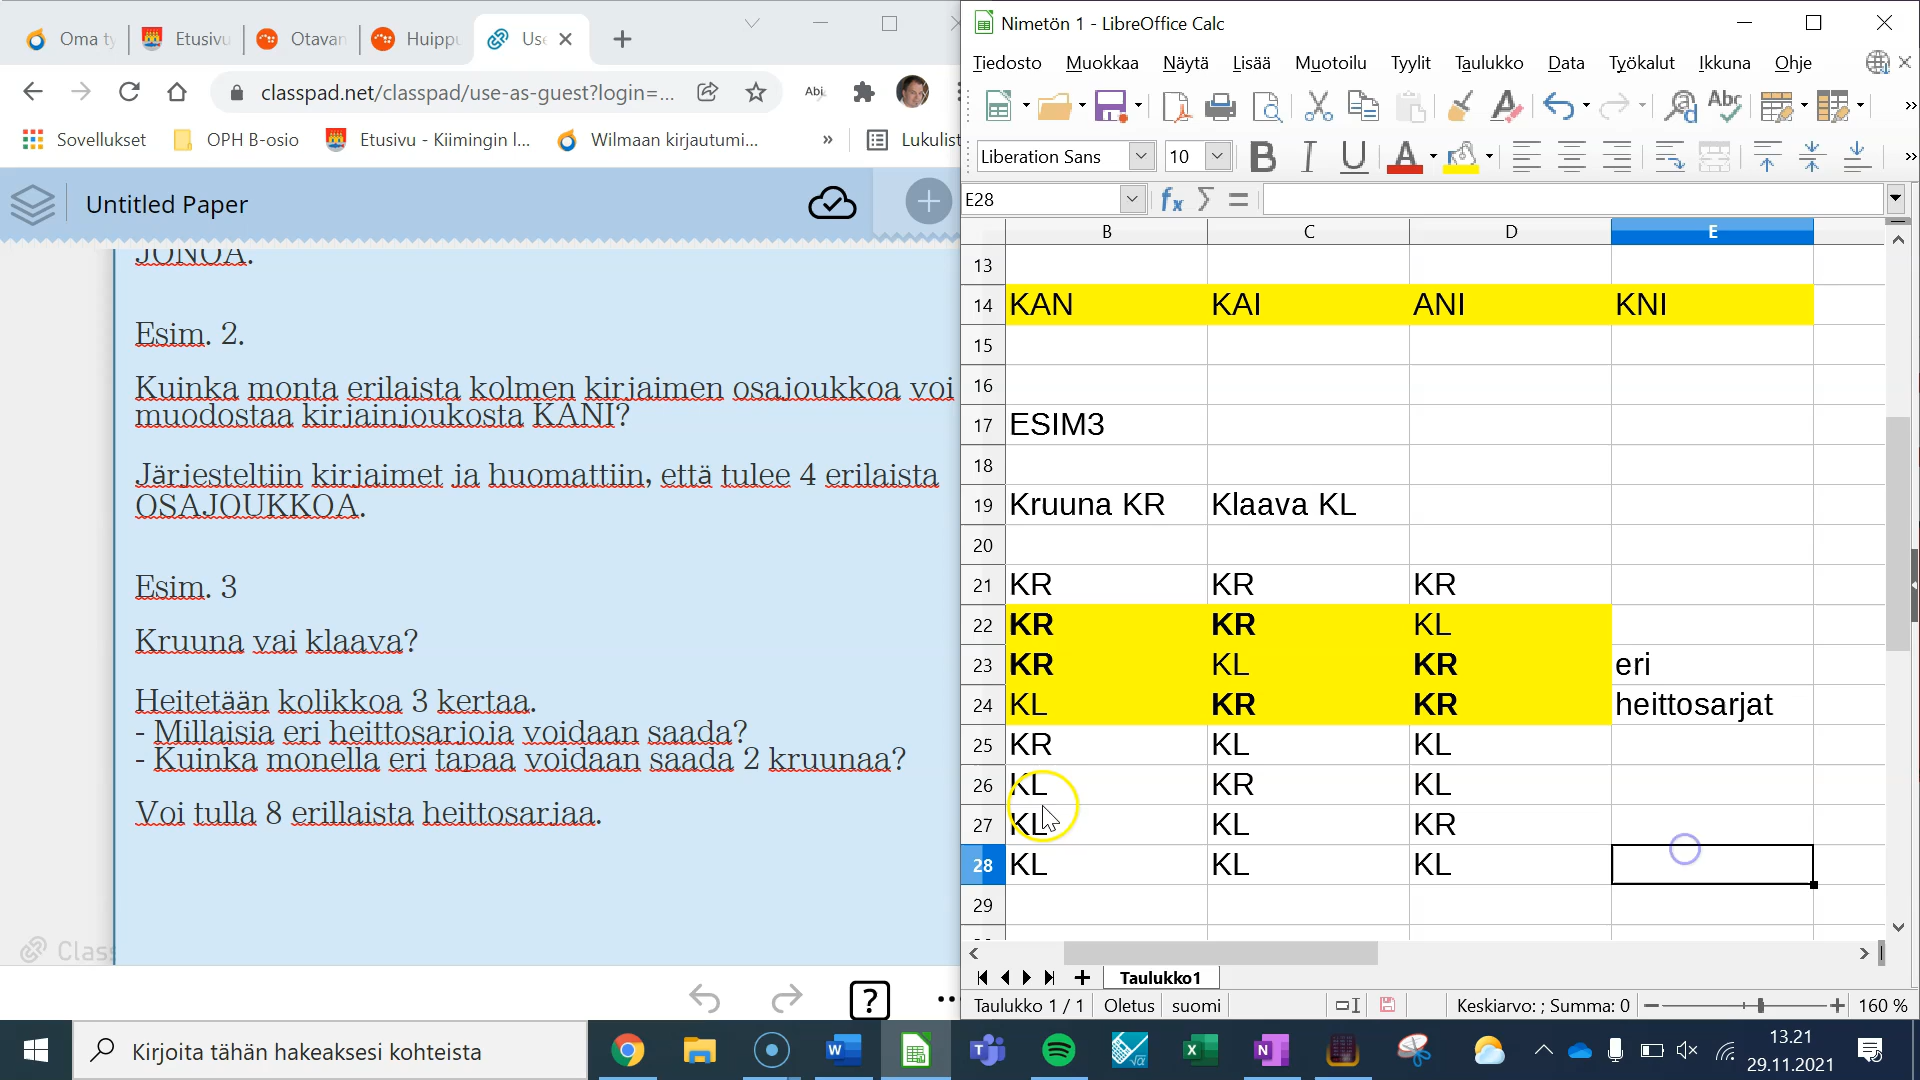 Oma ty
Etusivu
Otavan
Huippu
Use
classpad.net/classpad/use-as-guest?login=...
Abi
Sovellukset
OPH B-osio
Etusivu - Kiimingin l...
Wilmaan kirjautumi...
»
Lukulist
Untitled Paper
JONOA.
Esim. 2.
Kuinka monta erilaista kolmen kirjaimen osajoukkoa voi
muodostaa kirjainjoukosta KANI?
Järjesteltiin kirjaimet ja huomattiin, että tulee 4 erilaista
OSAJOUKKOA.
Esim. 3
Kruuna vai klaava?
Heitetään kolikkoa 3 kertaa.
- Millaisia eri heittosarjoja voidaan saada?
- Kuinka monella eri tapaa voidaan saada 2 kruunaa?
Voi tulla 8 erillaista heittosarjaa.
Class
Nimetön 1 - LibreOffice Calc
Tiedosto Muokkaa Näytä Lisää Muotoilu Tyylit Taulukko Data Työkalut Ikkuna Ohje
Abc
Liberation Sans 10
E28
B C D E
13
14 KAN KAI ANI KNI
15
16
17 ESIM3
18
19 Kruuna KR Klaava KL
20
21 KR KR KR
22 KR KR KL
23 KR KL KR eri
24 KL KR KR heittosarjat
25 KR KL KL
26 KL KR KL
27 KL KL KR
28 KL KL KL
29
Taulukko1
Taulukko 1 / 1 Oletus suomi Keskiarvo: ; Summa: 0 160 %
Kirjoita tähän hakeaksesi kohteista
13.21
29.11.2021